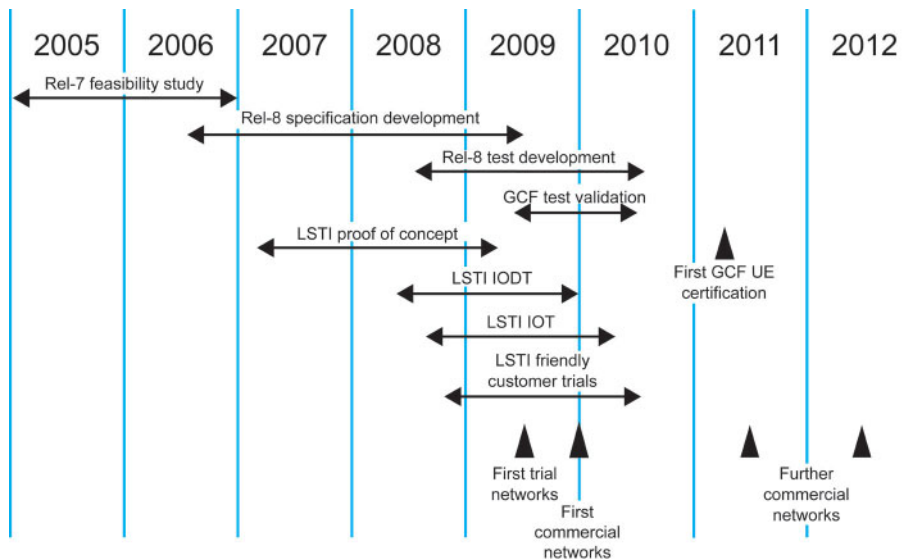 2005 2006 2007 2008 2009 2010 2011 2012
Rel-7 feasibility study
Rel-8 specification development
Rel-8 test development
GCF test validation
LSTI proof of concept
First GCF UE
certification
LSTI IODT
LSTI IOT
LSTI friendly
customer trials
First trial
networks
First
commercial
networks
Further
commercial
networks